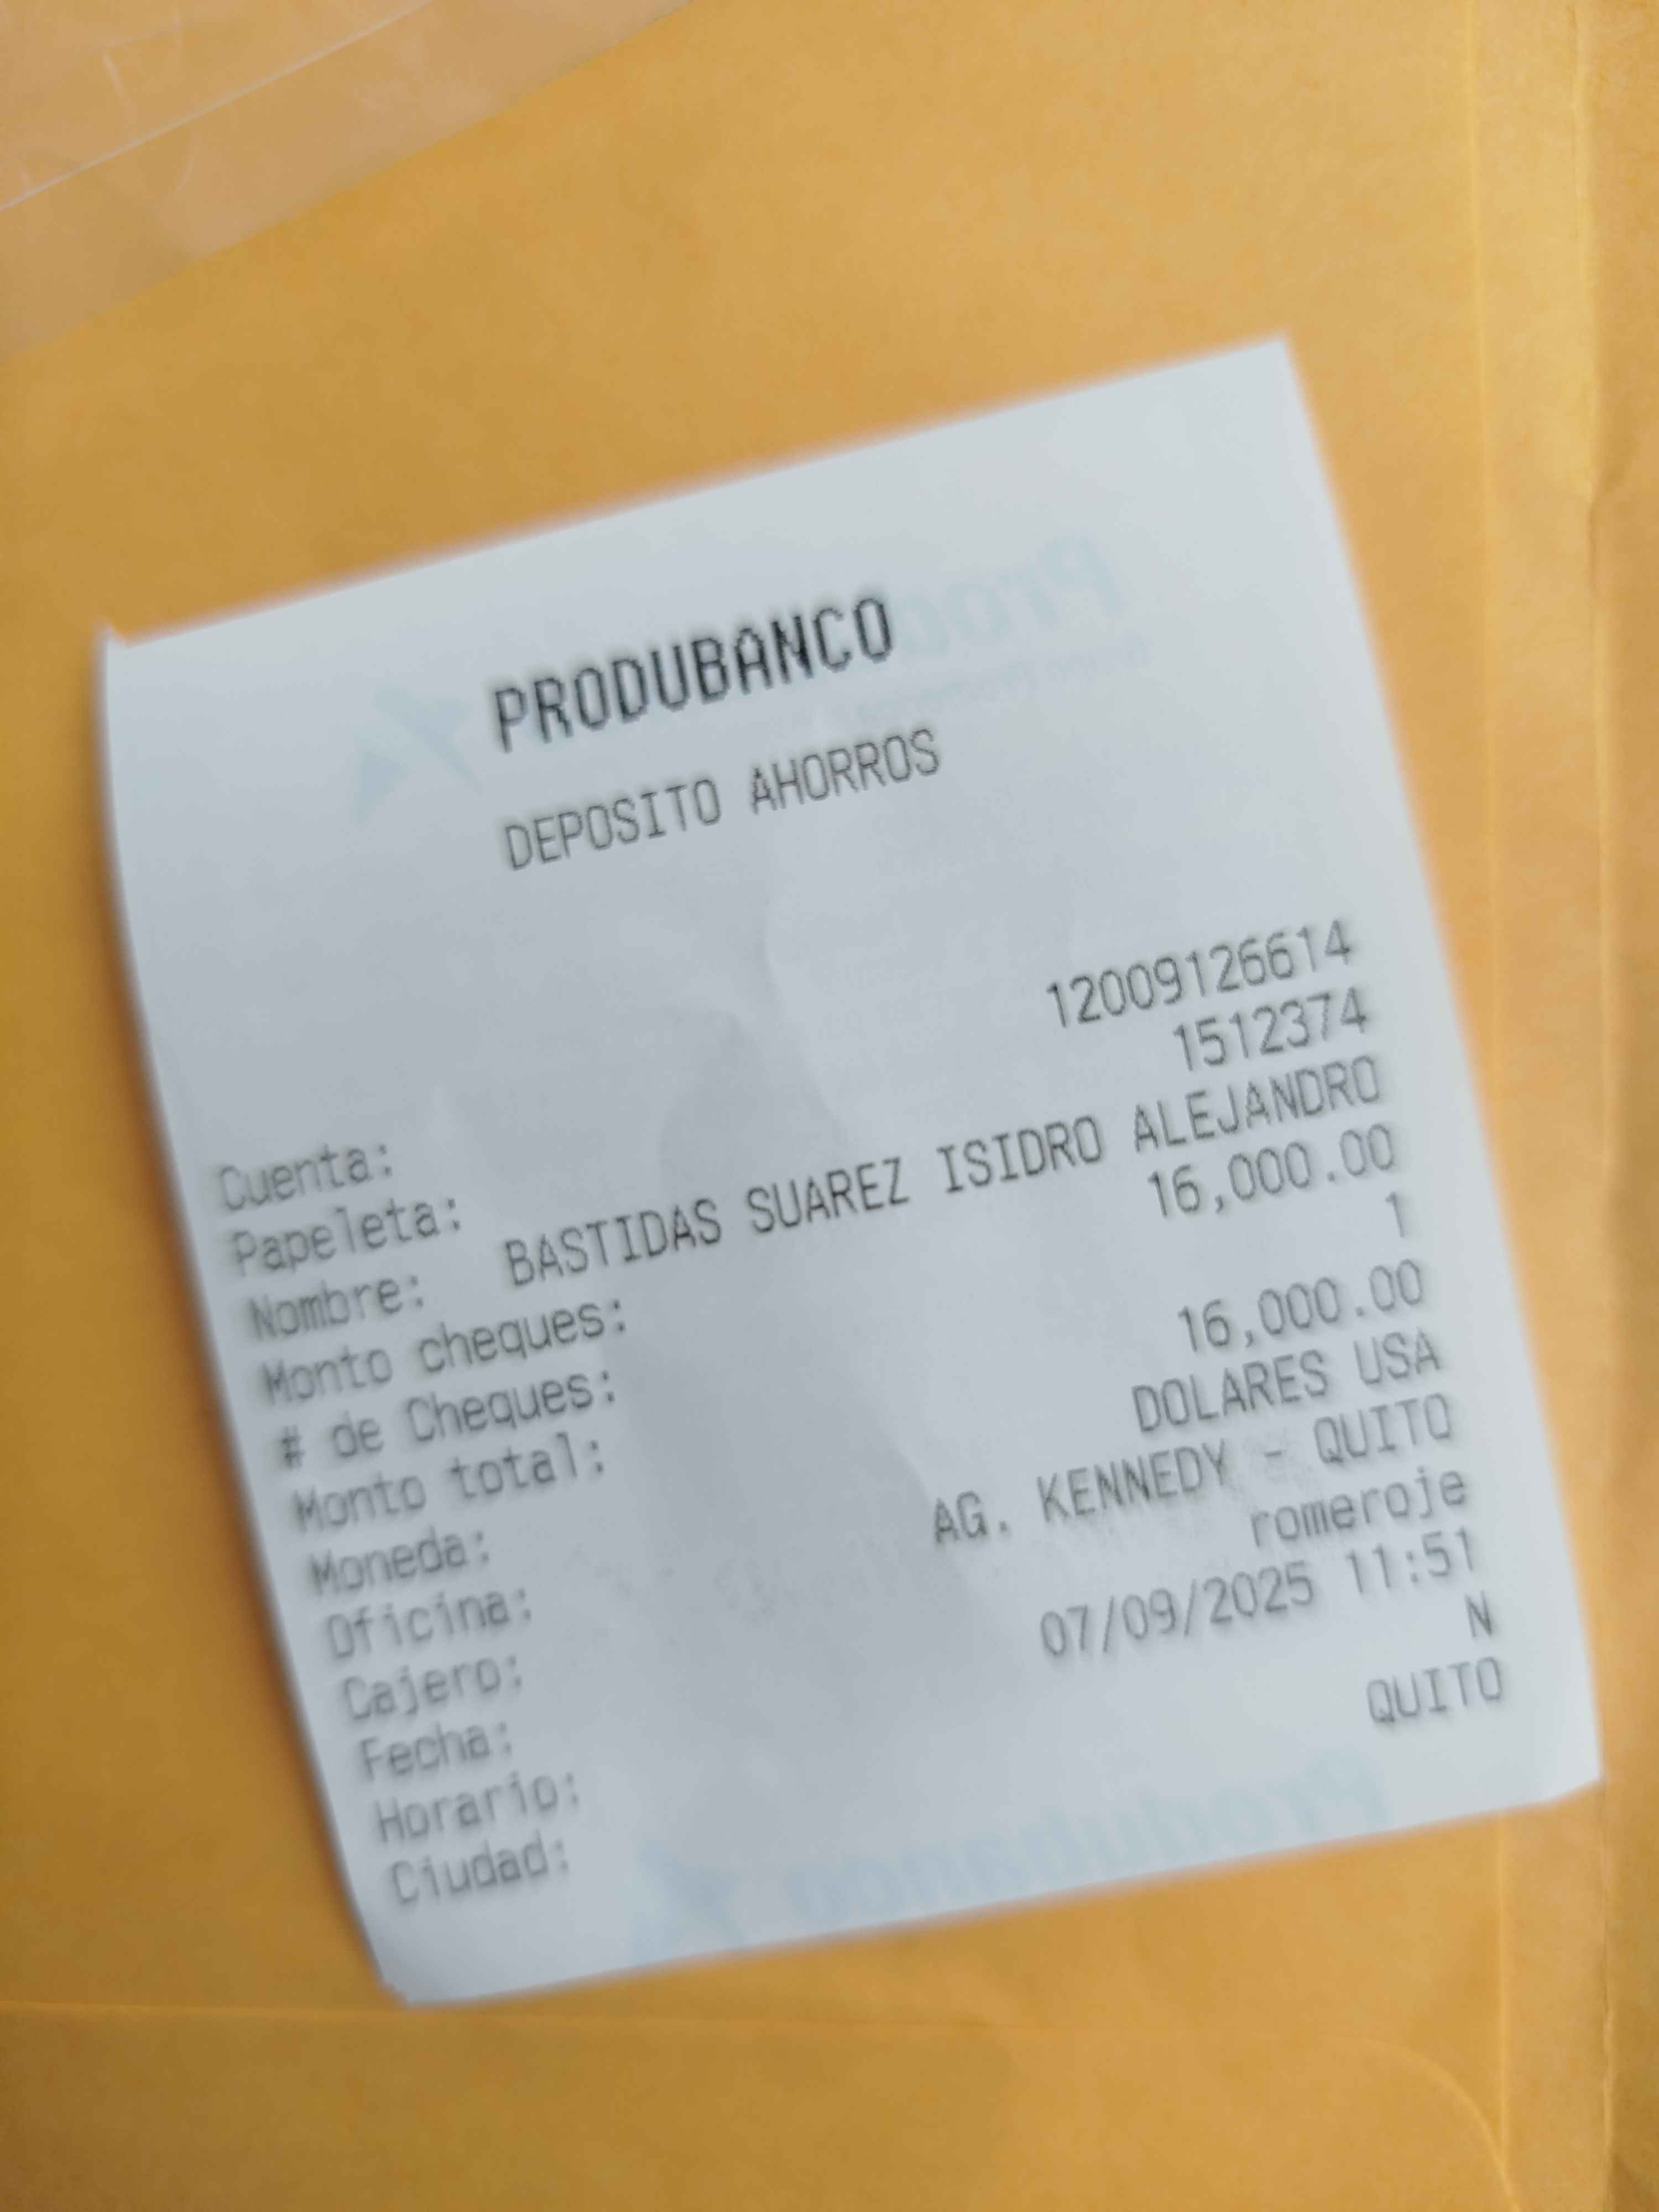 PRODUBANCO
DEPOSITO AHORROS
Cuenta: 12009126614
Papeleta: 1512374
Nombre: BASTIDAS SUAREZ ISIDRO ALEJANDRO
Monto cheques: 16,000.00
# de Cheques: 1
Monto total: 16,000.00
Moneda: DOLARES USA
Oficina: AG. KENNEDY - QUITO
Cajero: romeroje
Fecha: 07/09/2025 11:51
Horario: N
Ciudad: QUITO
Produbanco